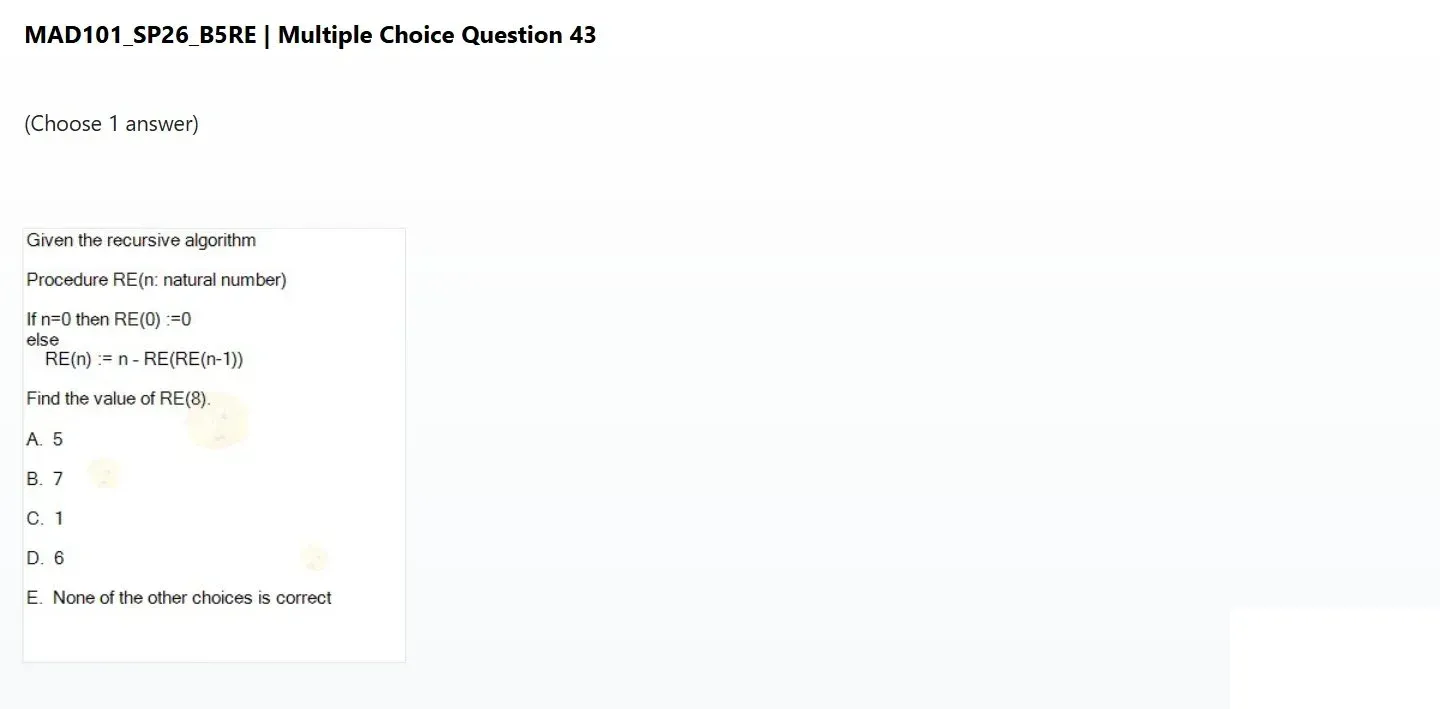 MAD101_SP26_B5RE | Multiple Choice Question 43
(Choose 1 answer)
Given the recursive algorithm
Procedure RE(n: natural number)
If n=0 then RE(0) :=0
else
RE(n) := n - RE(RE(n-1))
Find the value of RE(8).
A. 5
B. 7
C. 1
D. 6
E. None of the other choices is correct